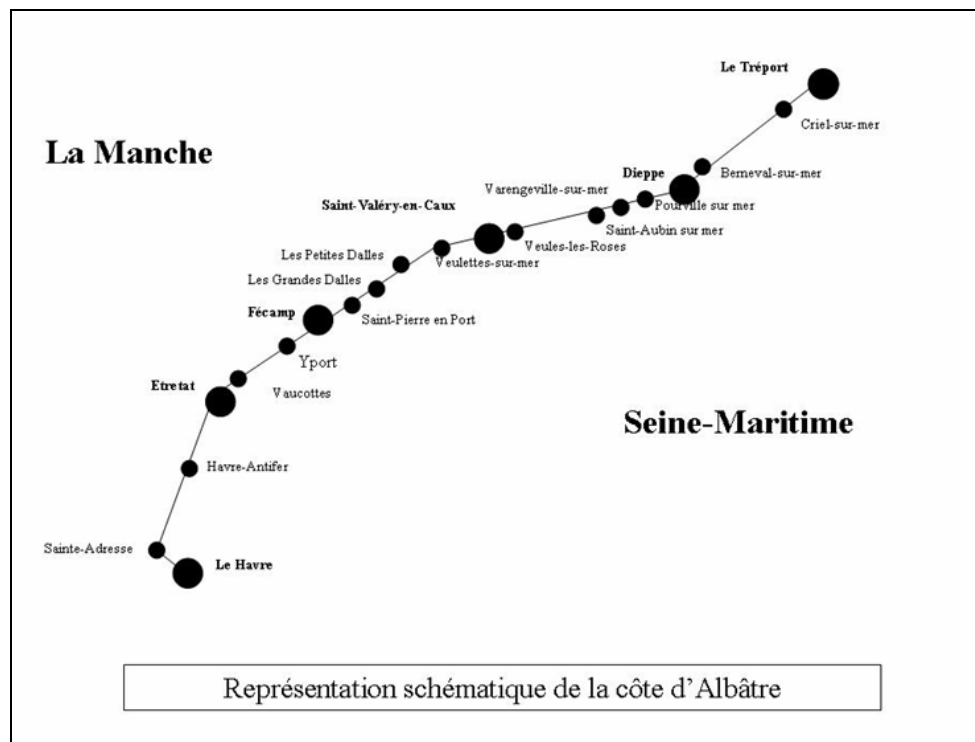 Le Tréport
Criel-sur-mer
La Manche
Berneval-sur-mer
Dieppe
Varengeville-sur-mer
Pourville sur mer
Saint-Valéry-en-Caux
Saint-Aubin sur mer
Veules-les-Roses
Les Petites Dalles
Veulettes-sur-mer
Les Grandes Dalles
Fécamp
Saint-Pierre en Port
Yport
Etretat
Vaucottes
Seine-Maritime
Havre-Antifer
Sainte-Adresse
Le Havre
Représentation schématique de la côte d'Albâtre